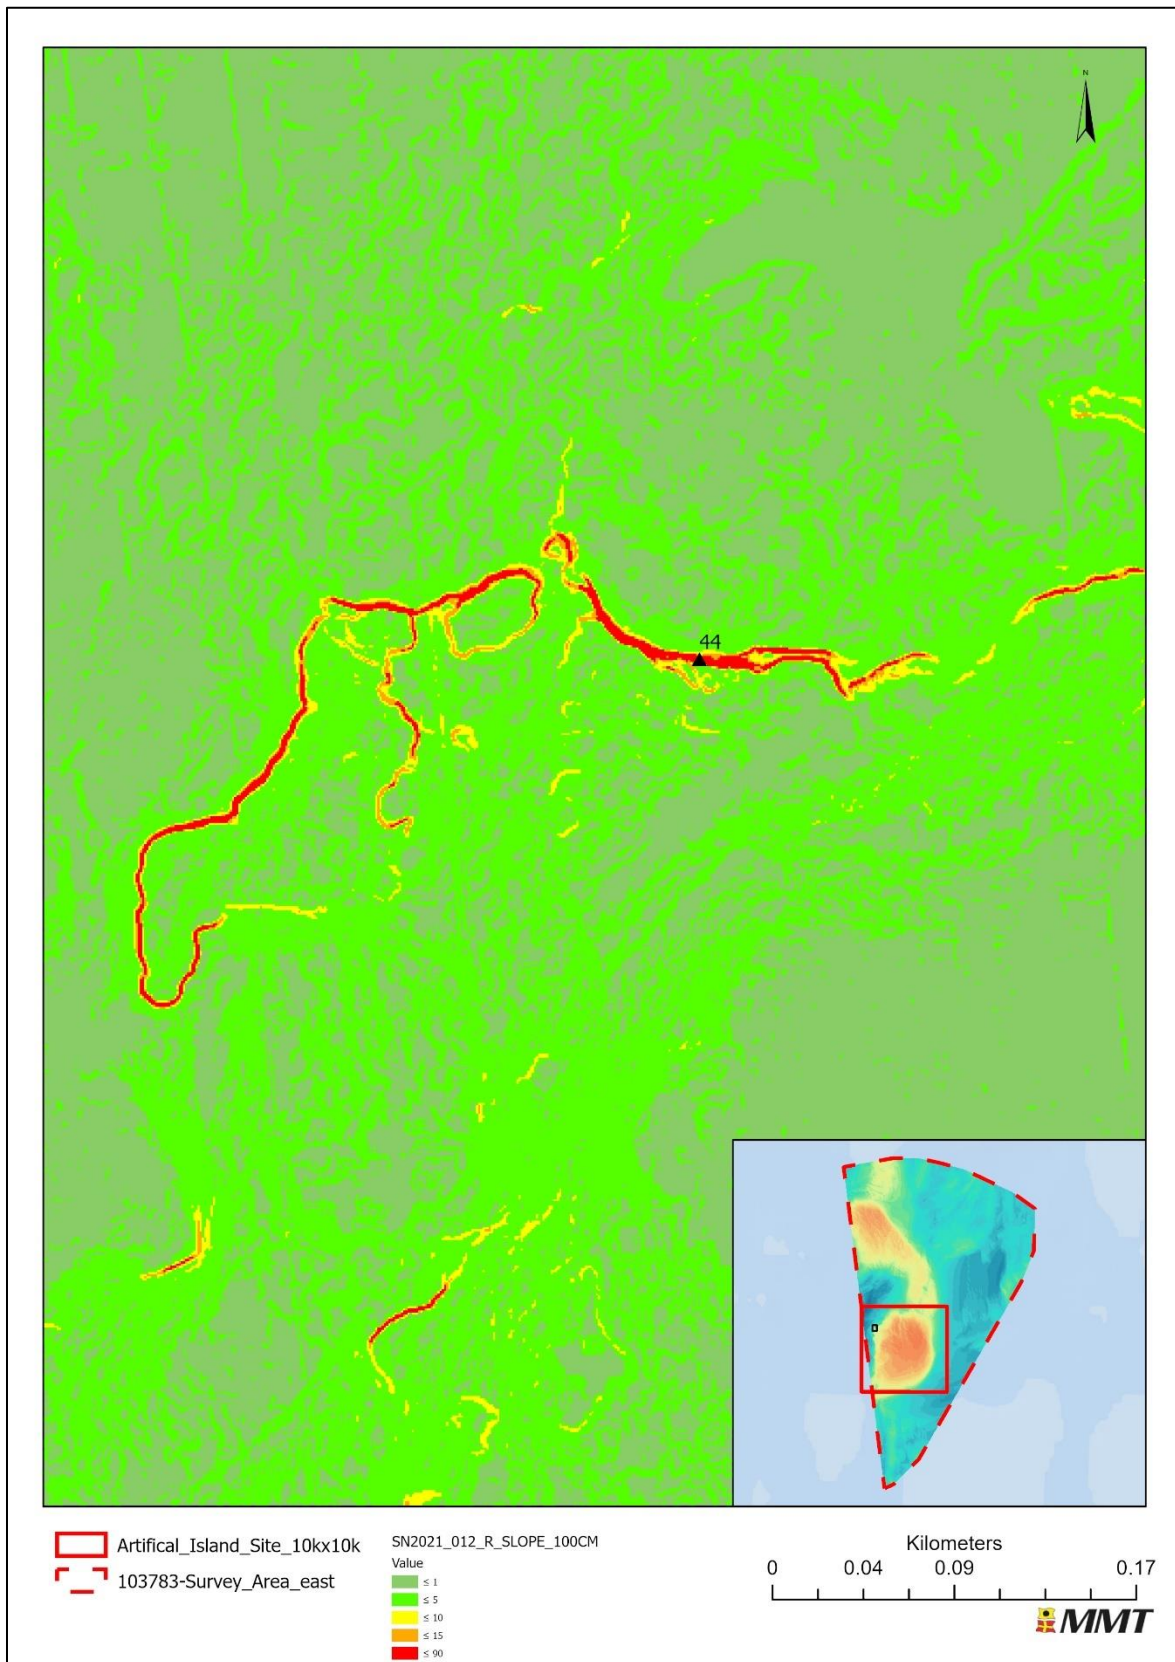 N
44
Artifical_Island_Site_10kx10k
103783-Survey_Area_east
SN2021_012_R_SLOPE_100CM
Value
≤ 1
≤ 5
≤ 10
≤ 15
≤ 90
Kilometers
0 0.04 0.09 0.17
MMT